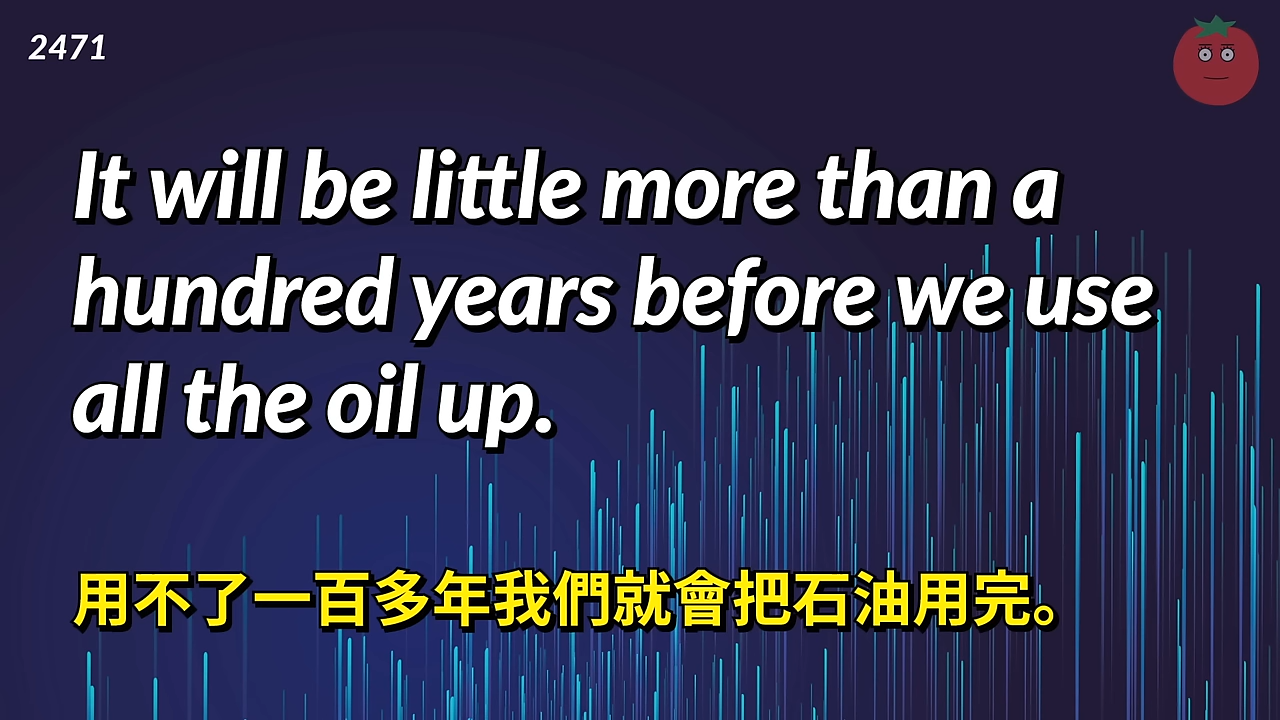 2471
It will be little more than a
hundred years before we use
all the oil up.
用不了一百多年我們就會把石油用完。